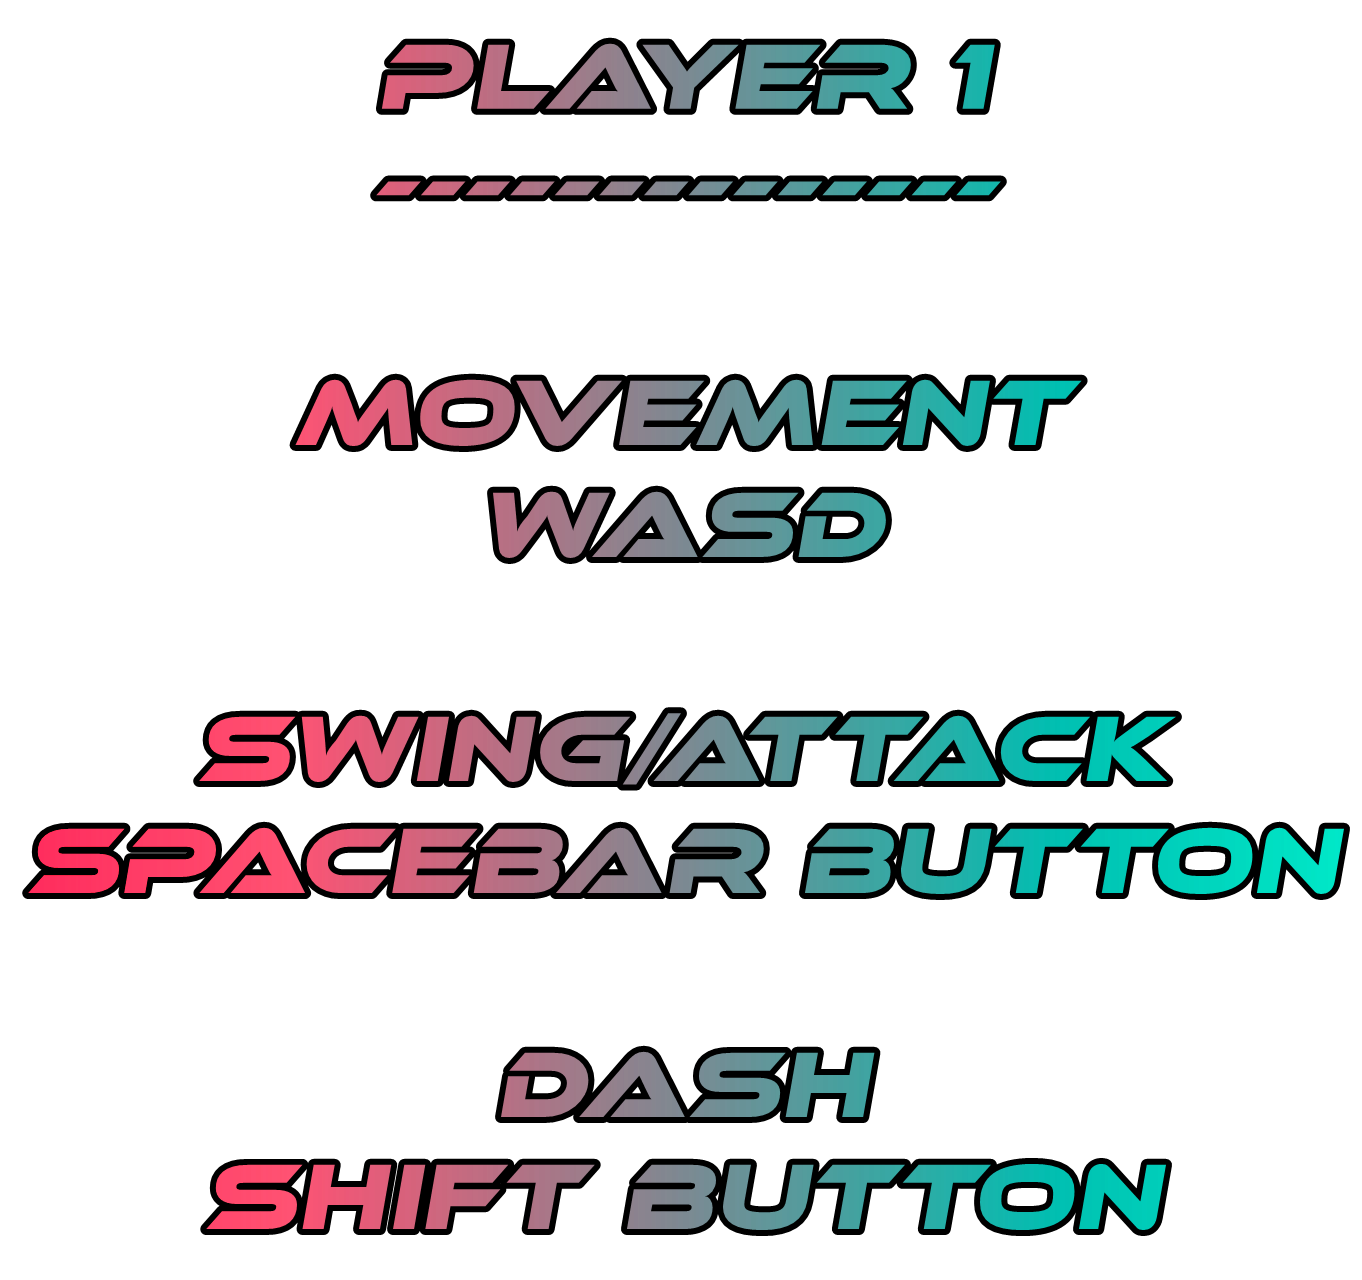 PLAYER 1
--------------
MOVEMENT
WASD
SWING/ATTACK
SPACEBAR BUTTON
DASH
SHIFT BUTTON